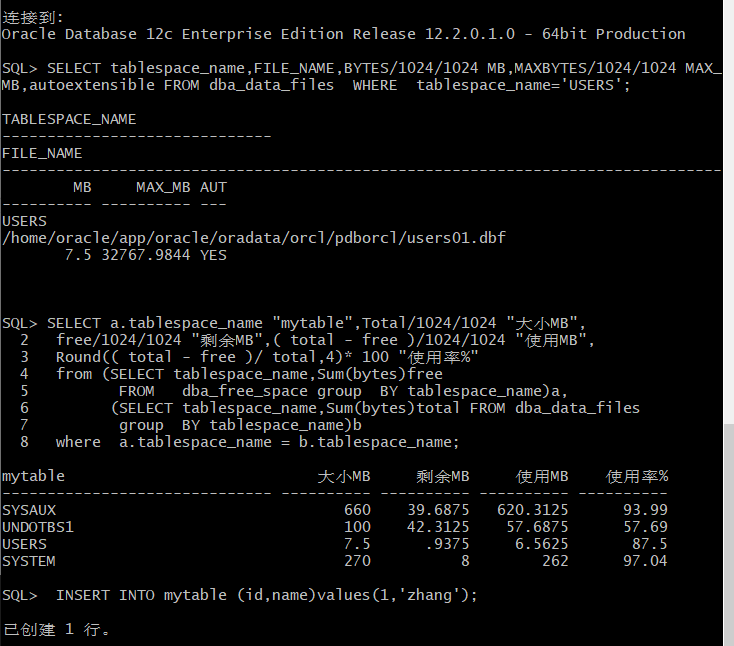 连接到:
Oracle Database 12c Enterprise Edition Release 12.2.0.1.0 - 64bit Production
SQL> SELECT tablespace_name,FILE_NAME,BYTES/1024/1024 MB,MAXBYTES/1024/1024 MAX_
MB,autoextensible FROM dba_data_files  WHERE  tablespace_name='USERS';
TABLESPACE_NAME
------------------------------
FILE_NAME
--------------------------------------------------------------------------------
        MB     MAX_MB AUT
---------- ---------- ---
USERS
/home/oracle/app/oracle/oradata/orcl/pdborcl/users01.dbf
       7.5 32767.9844 YES
SQL> SELECT a.tablespace_name "mytable",Total/1024/1024 "大小MB",
  2   free/1024/1024 "剩余MB",( total - free )/1024/1024 "使用MB",
  3   Round(( total - free )/ total,4)* 100 "使用率%"
  4   from (SELECT tablespace_name,Sum(bytes)free
  5          FROM   dba_free_space group  BY tablespace_name)a,
  6         (SELECT tablespace_name,Sum(bytes)total FROM dba_data_files
  7          group  BY tablespace_name)b
  8   where  a.tablespace_name = b.tablespace_name;
mytable                            大小MB     剩余MB     使用MB    使用率%
------------------------------ ---------- ---------- ---------- ----------
SYSAUX                                660    39.6875   620.3125      93.99
UNDOTBS1                              100    42.3125    57.6875      57.69
USERS                                 7.5      .9375     6.5625       87.5
SYSTEM                                270          8        262      97.04
SQL>  INSERT INTO mytable (id,name)values(1,'zhang');
已创建 1 行。